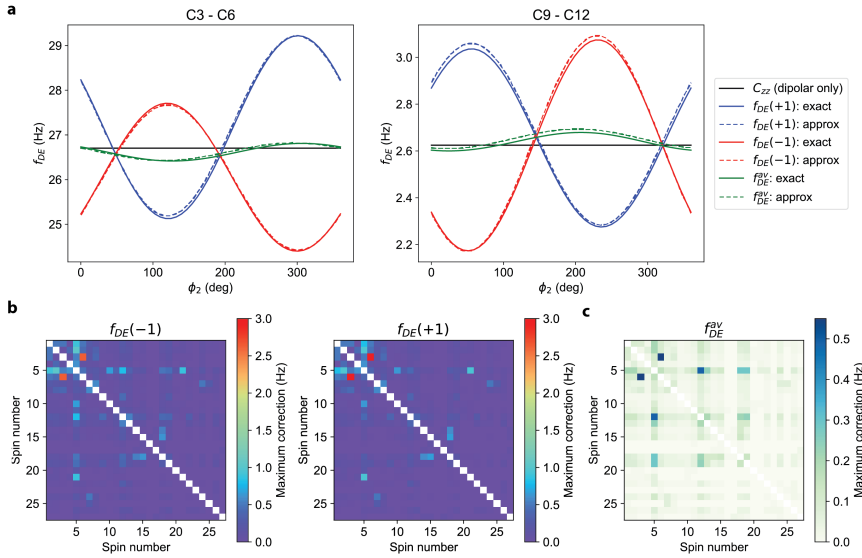 a
C3 - C6
29
28
27
26
25
f_DE (Hz)
0 100 200 300
ϕ₂ (deg)
C9 - C12
3.0
2.8
2.6
2.4
2.2
f_DE (Hz)
0 100 200 300
ϕ₂ (deg)
C_zz (dipolar only)
f_DE(+1): exact
f_DE(+1): approx
f_DE(−1): exact
f_DE(−1): approx
f_DE^av: exact
f_DE^av: approx
b
f_DE(−1)
5
10
15
20
25
Spin number
5 10 15 20 25
Spin number
3.0
2.5
2.0
1.5
1.0
0.5
0.0
Maximum correction (Hz)
f_DE(+1)
5
10
15
20
25
Spin number
5 10 15 20 25
Spin number
3.0
2.5
2.0
1.5
1.0
0.5
0.0
Maximum correction (Hz)
c
f_DE^av
5
10
15
20
25
Spin number
5 10 15 20 25
Spin number
0.5
0.4
0.3
0.2
0.1
0.0
Maximum correction (Hz)